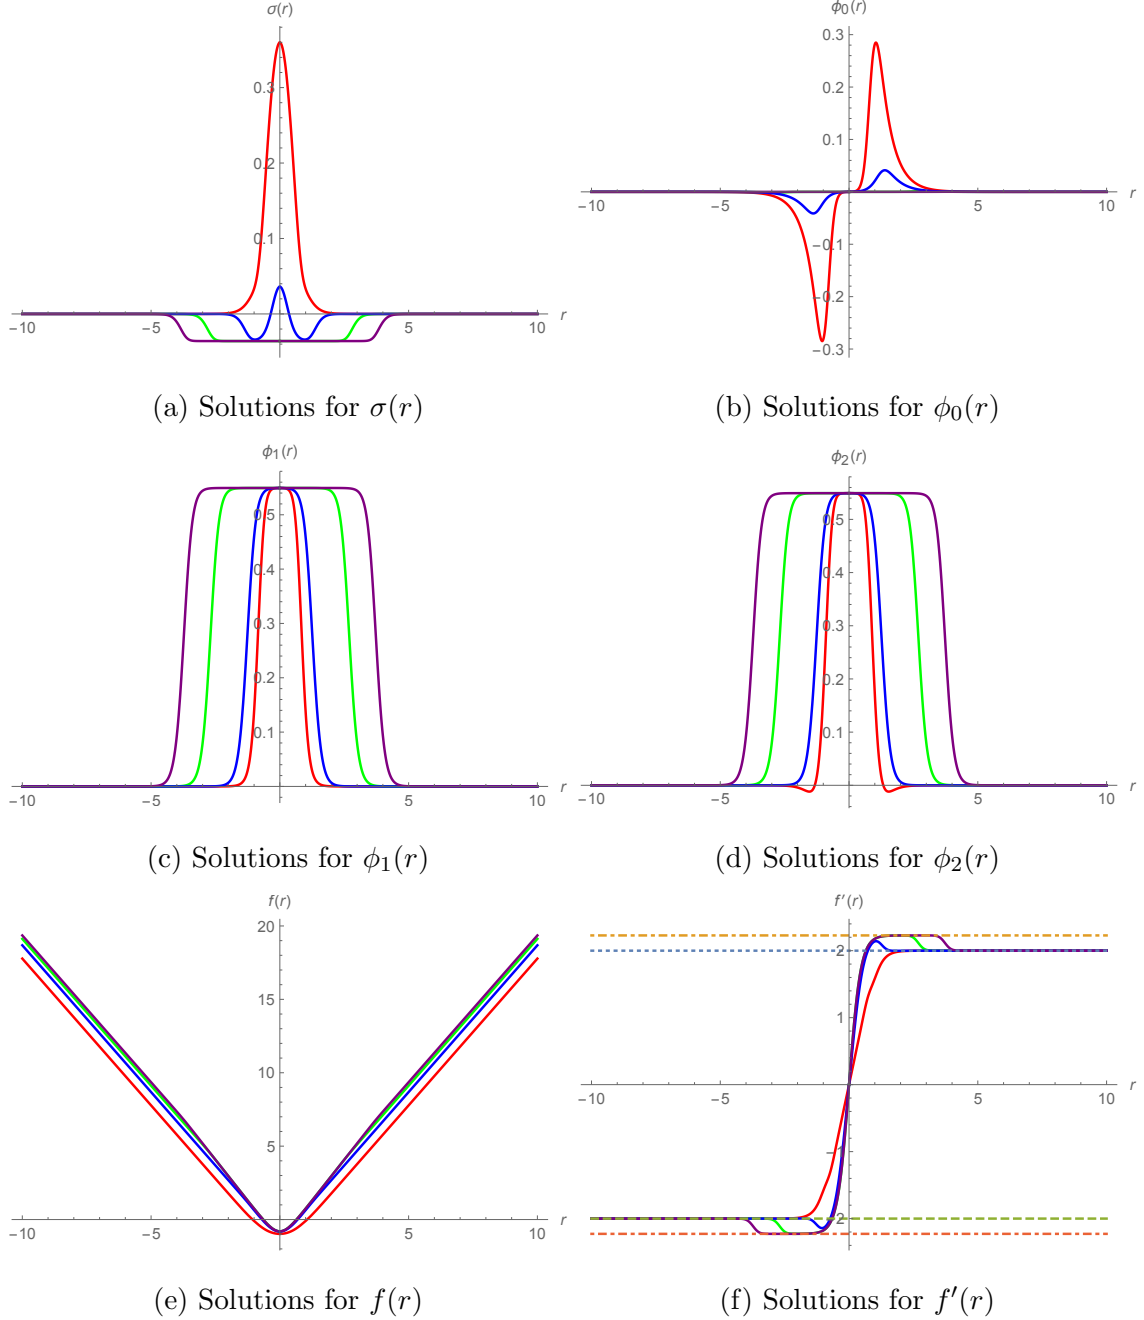 σ(r) ϕ₀(r)
0.3
0.2
0.1
−10 −5 5 10 r
0.3
0.2
0.1
−10 −5 5 10 r
−0.1
−0.2
−0.3
(a) Solutions for σ(r) (b) Solutions for ϕ₀(r)
ϕ₁(r) ϕ₂(r)
0.5
0.4
0.3
0.2
0.1
−10 −5 5 10 r
0.5
0.4
0.3
0.2
0.1
−10 −5 5 10 r
(c) Solutions for ϕ₁(r) (d) Solutions for ϕ₂(r)
f(r) f′(r)
20
15
10
5
−10 −5 5 10 r
2
1
−10 −5 5 10 r
−1
−2
(e) Solutions for f(r) (f) Solutions for f′(r)